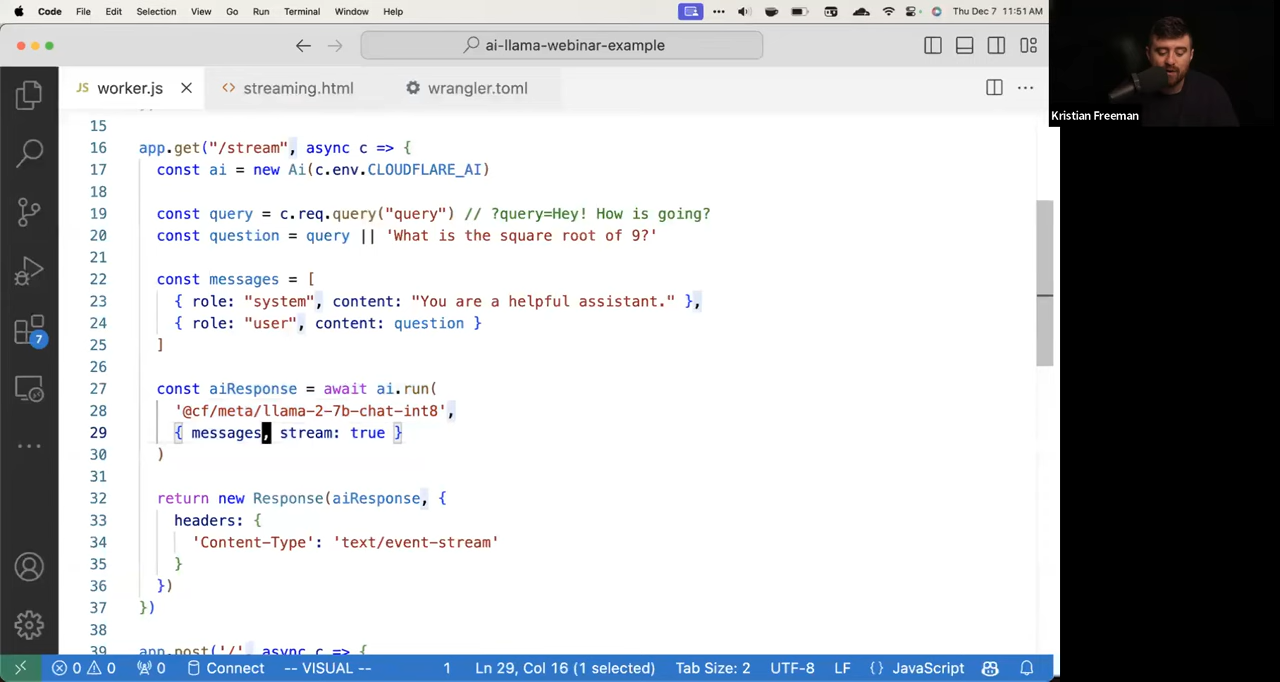 Code File Edit Selection View Go Run Terminal Window Help Thu Dec 7 11:51 AM
ai-llama-webinar-example
JS worker.js streaming.html wrangler.toml
Kristian Freeman
15
16 app.get("/stream", async c => {
17 const ai = new Ai(c.env.CLOUDFLARE_AI)
18
19 const query = c.req.query("query") // ?query=Hey! How is going?
20 const question = query || 'What is the square root of 9?'
21
22 const messages = [
23 { role: "system", content: "You are a helpful assistant." },
24 { role: "user", content: question }
25 ]
26
27 const aiResponse = await ai.run(
28 '@cf/meta/llama-2-7b-chat-int8',
29 { messages, stream: true }
30 )
31
32 return new Response(aiResponse, {
33 headers: {
34 'Content-Type': 'text/event-stream'
35 }
36 })
37 })
38
39 app.post('/', async c => {
7
0 0 0 Connect -- VISUAL -- 1 Ln 29, Col 16 (1 selected) Tab Size: 2 UTF-8 LF {} JavaScript